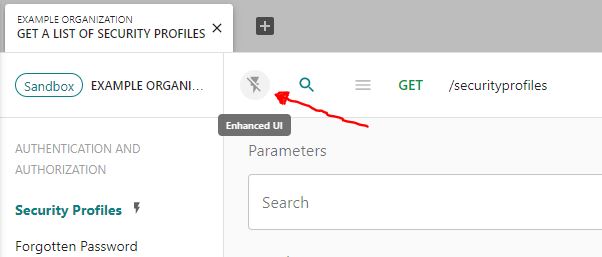 EXAMPLE ORGANIZATION
GET A LIST OF SECURITY PROFILES
Sandbox EXAMPLE ORGANI...
GET /securityprofiles
Enhanced UI
AUTHENTICATION AND
AUTHORIZATION
Parameters
Search
Security Profiles
Forgotten Password